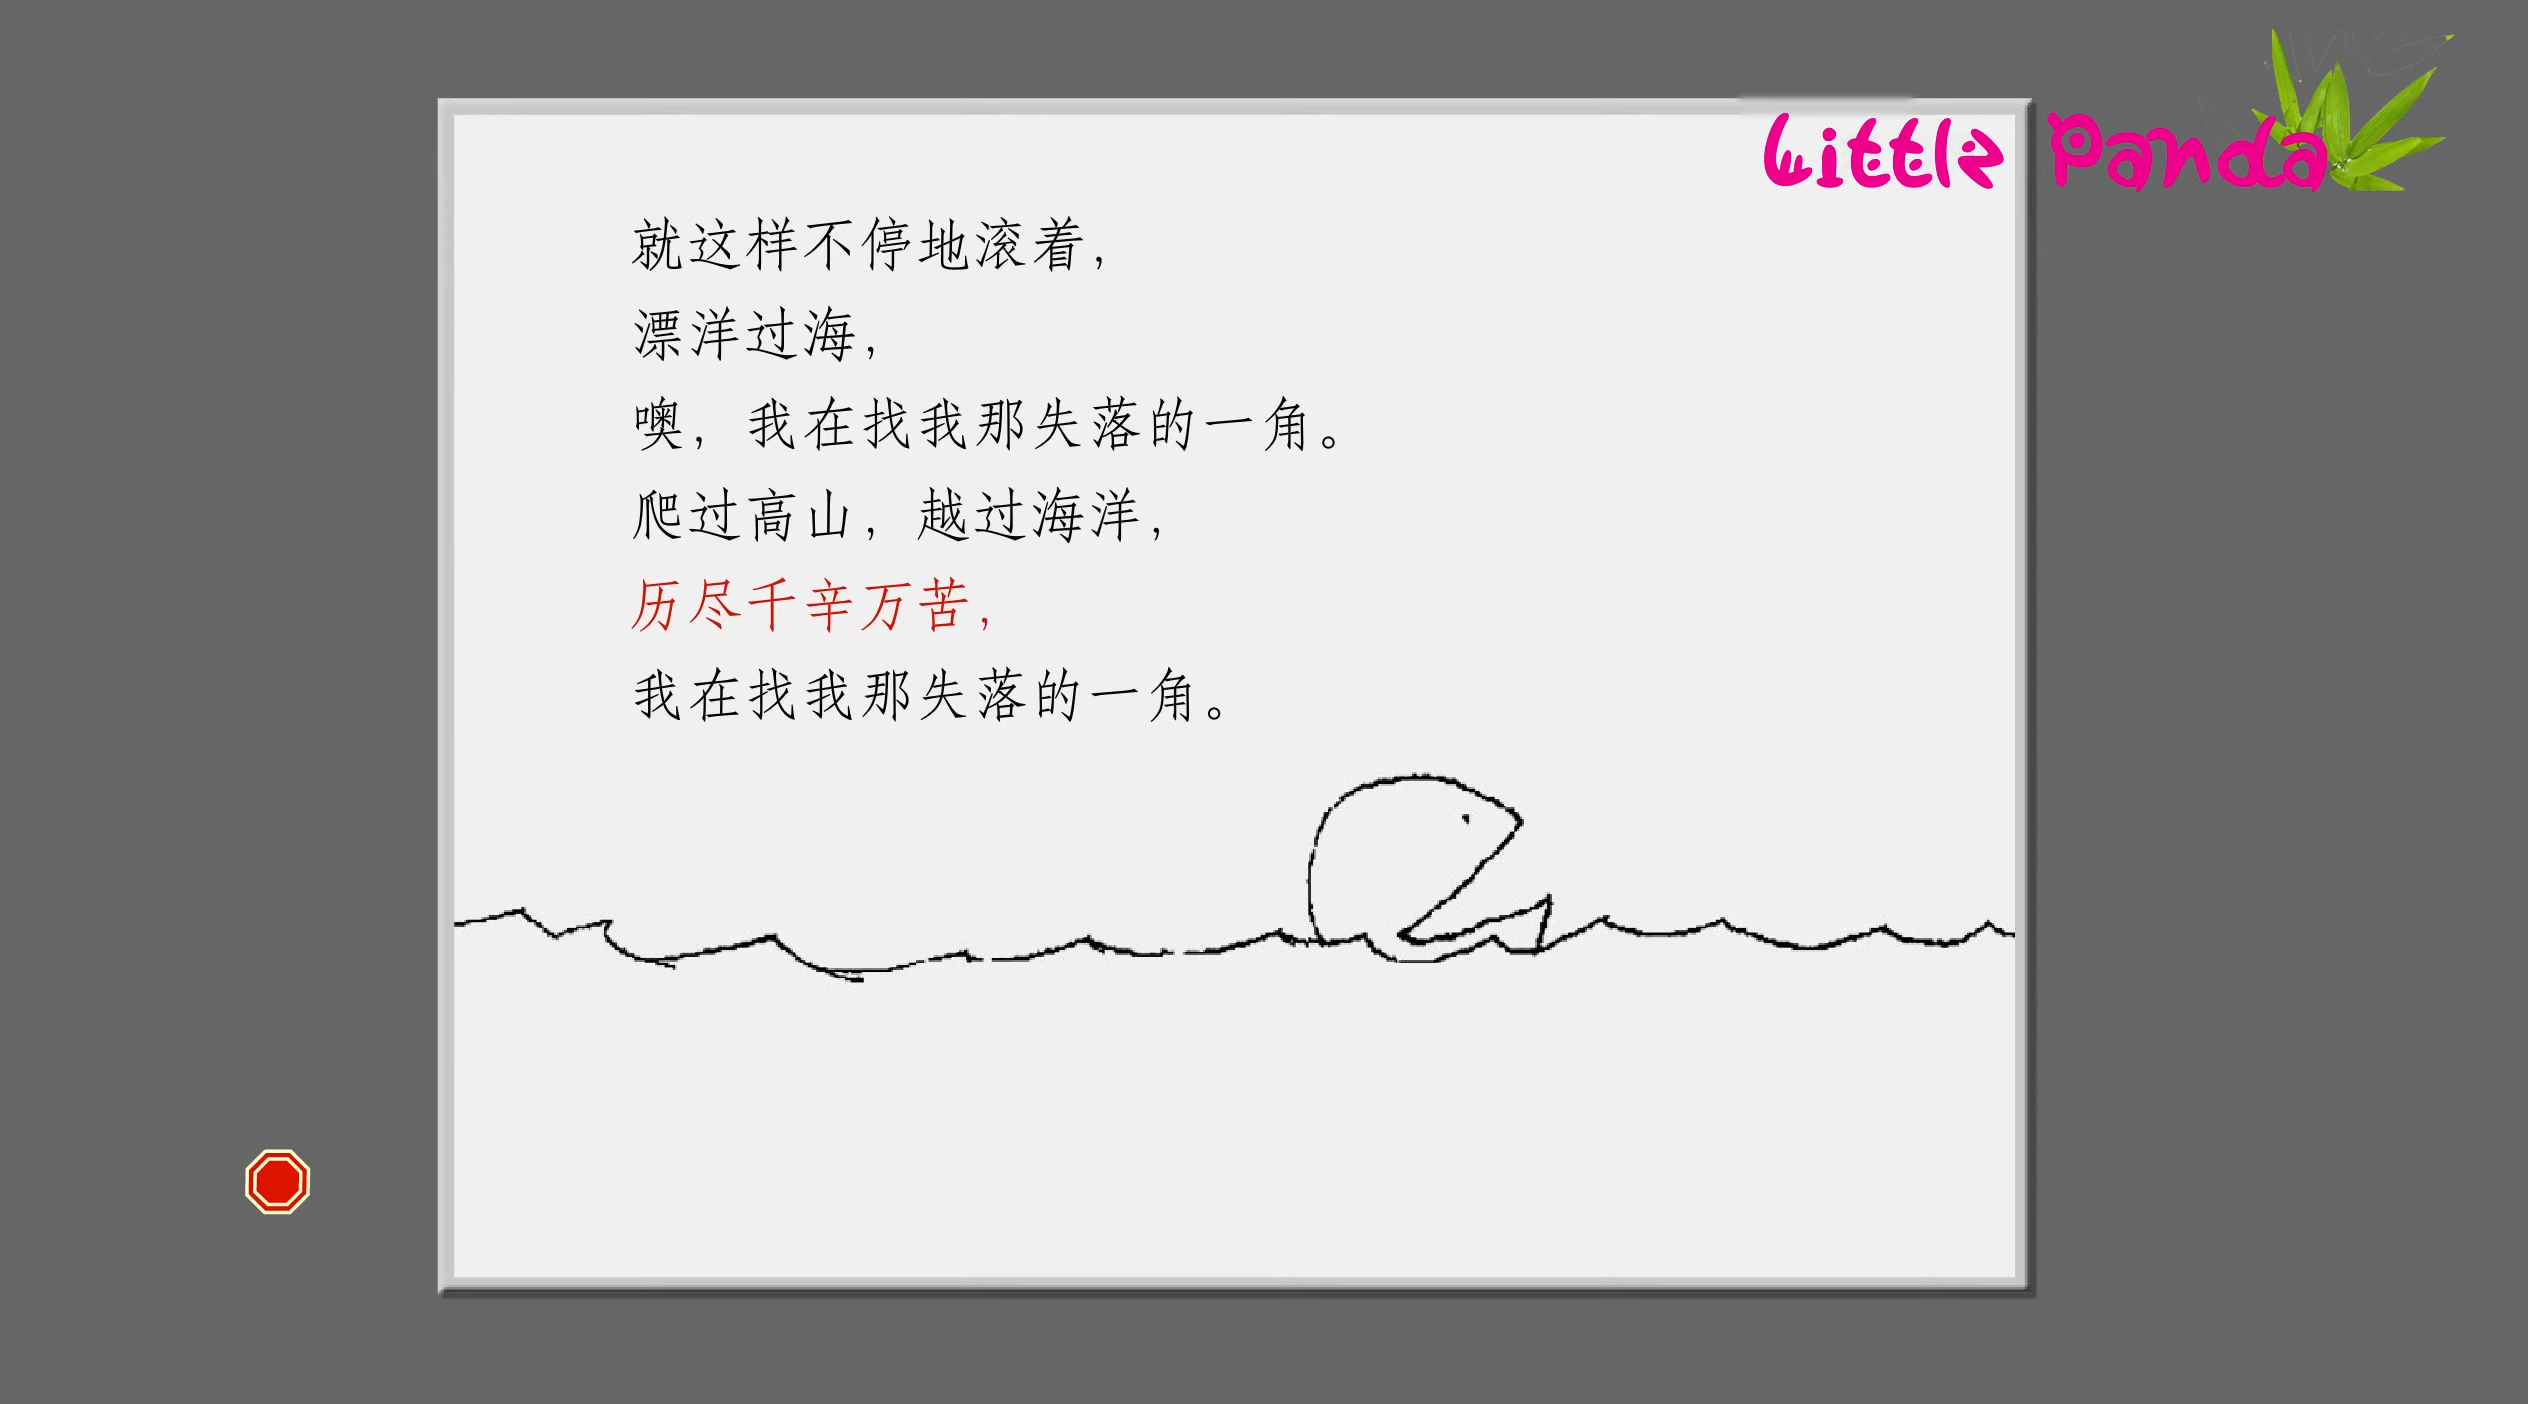 Little Panda
就这样不停地滚着，
漂洋过海，
噢，我在找我那失落的一角。
爬过高山，越过海洋，
历尽千辛万苦，
我在找我那失落的一角。